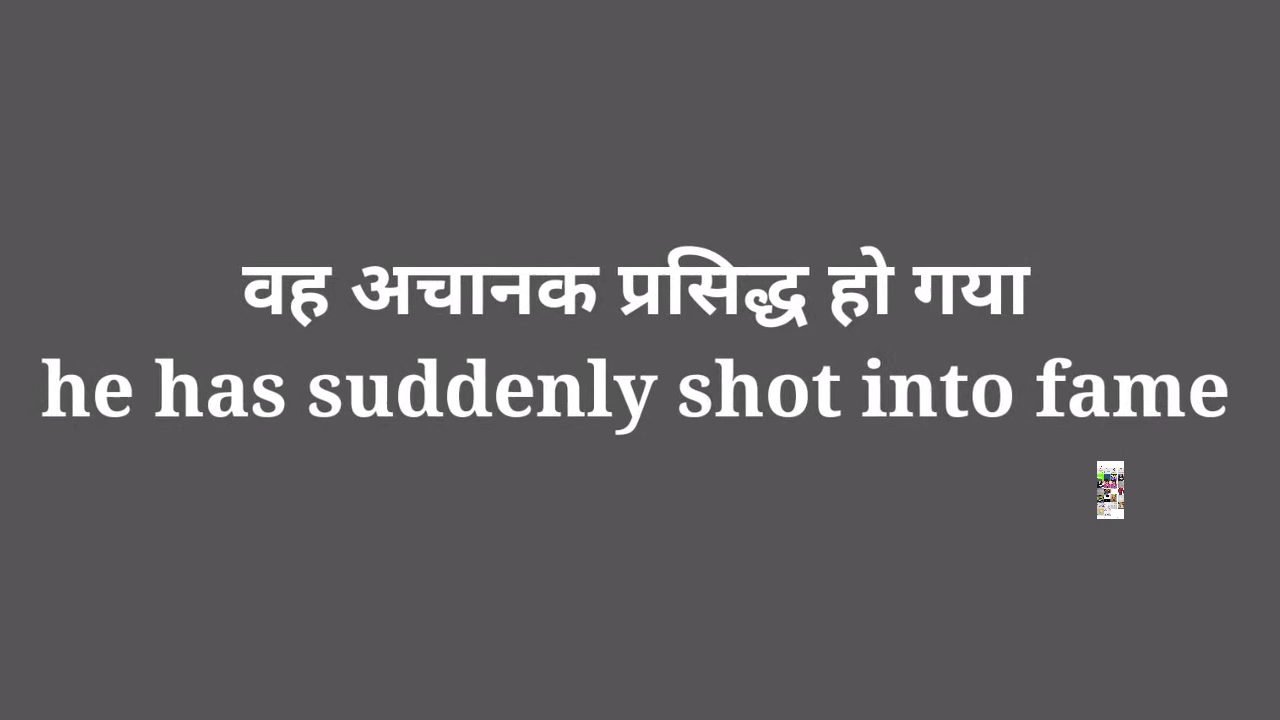 वह अचानक प्रसिद्ध हो गया
he has suddenly shot into fame